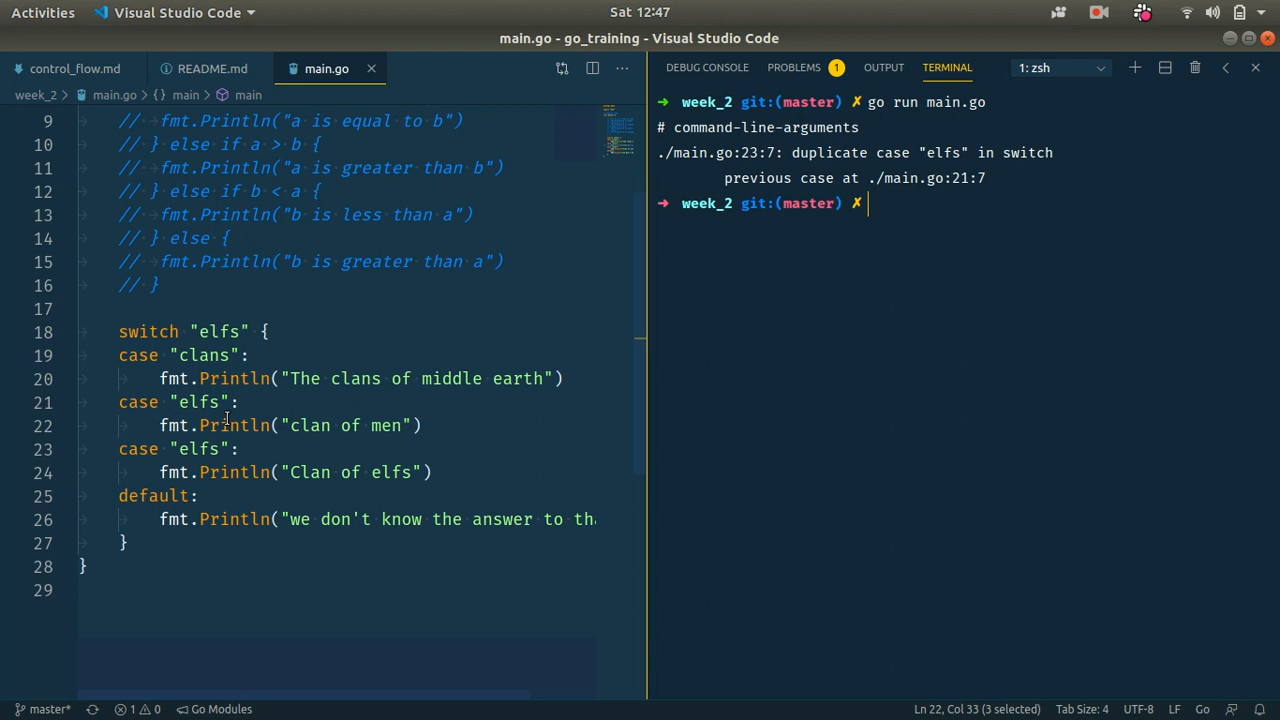 Activities Visual Studio Code Sat 12:47
main.go - go_training - Visual Studio Code
control_flow.md README.md main.go
DEBUG CONSOLE PROBLEMS 1 OUTPUT TERMINAL 1: zsh
week_2 > main.go > {} main > main
9 // fmt.Println("a is equal to b")
10 // } else if a > b {
11 // fmt.Println("a is greater than b")
12 // } else if b < a {
13 // fmt.Println("b is less than a")
14 // } else {
15 // fmt.Println("b is greater than a")
16 // }
17
18 switch "elfs" {
19 case "clans":
20 fmt.Println("The clans of middle earth")
21 case "elfs":
22 fmt.Println("clan of men")
23 case "elfs":
24 fmt.Println("Clan of elfs")
25 default:
26 fmt.Println("we don't know the answer to tha
27 }
28 }
29
→ week_2 git:(master) ✗ go run main.go
# command-line-arguments
./main.go:23:7: duplicate case "elfs" in switch
previous case at ./main.go:21:7
→ week_2 git:(master) ✗
master* 1 0 Go Modules Ln 22, Col 33 (3 selected) Tab Size: 4 UTF-8 LF Go